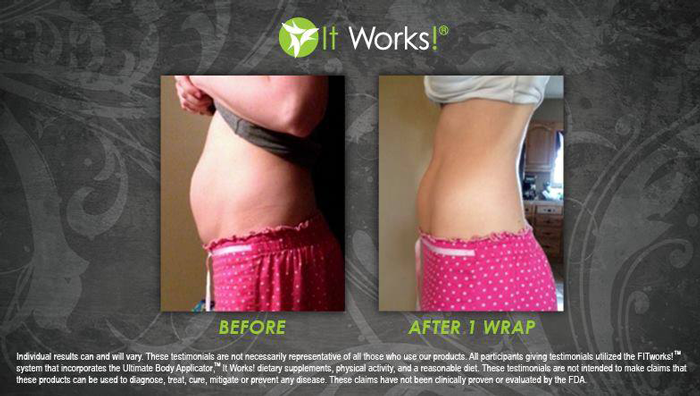 It Works!®
BEFORE
AFTER 1 WRAP
Individual results can and will vary. These testimonials are not necessarily representative of all those who use our products. All participants giving testimonials utilized the FITworks!™
system that incorporates the Ultimate Body Applicator,™ It Works! dietary supplements, physical activity, and a reasonable diet. These testimonials are not intended to make claims that
these products can be used to diagnose, treat, cure, mitigate or prevent any disease. These claims have not been clinically proven or evaluated by the FDA.